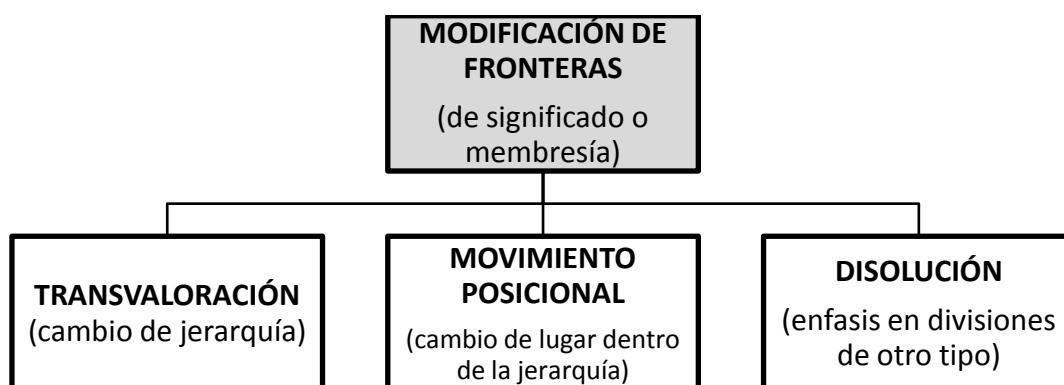 MODIFICACIÓN DE
FRONTERAS
(de significado o
membresía)
TRANSVALORACIÓN
(cambio de jerarquía)
MOVIMIENTO
POSICIONAL
(cambio de lugar dentro
de la jerarquía)
DISOLUCIÓN
(enfasis en divisiones
de otro tipo)